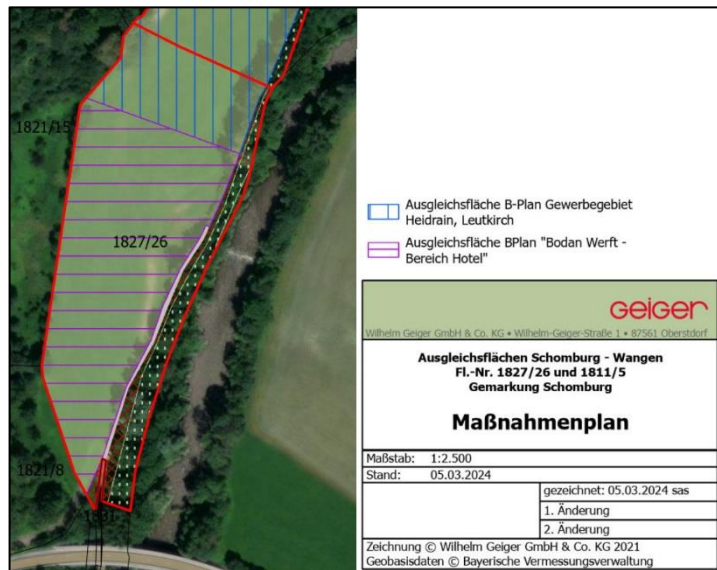 1821/15
1827/26
1821/8
Ausgleichsfläche B-Plan Gewerbegebiet
Heidrain, Leutkirch
Ausgleichsfläche BPlan "Bodan Werft -
Bereich Hotel"
GEIGER
Wilhelm Geiger GmbH & Co. KG • Wilhelm-Geiger-Straße 1 • 87561 Oberstdorf
Ausgleichsflächen Schomburg - Wangen
Fl.-Nr. 1827/26 und 1811/5
Gemarkung Schomburg
Maßnahmenplan
Maßstab: 1:2.500
Stand: 05.03.2024
gezeichnet: 05.03.2024 sas
1. Änderung
2. Änderung
Zeichnung © Wilhelm Geiger GmbH & Co. KG 2021
Geobasisdaten © Bayerische Vermessungsverwaltung